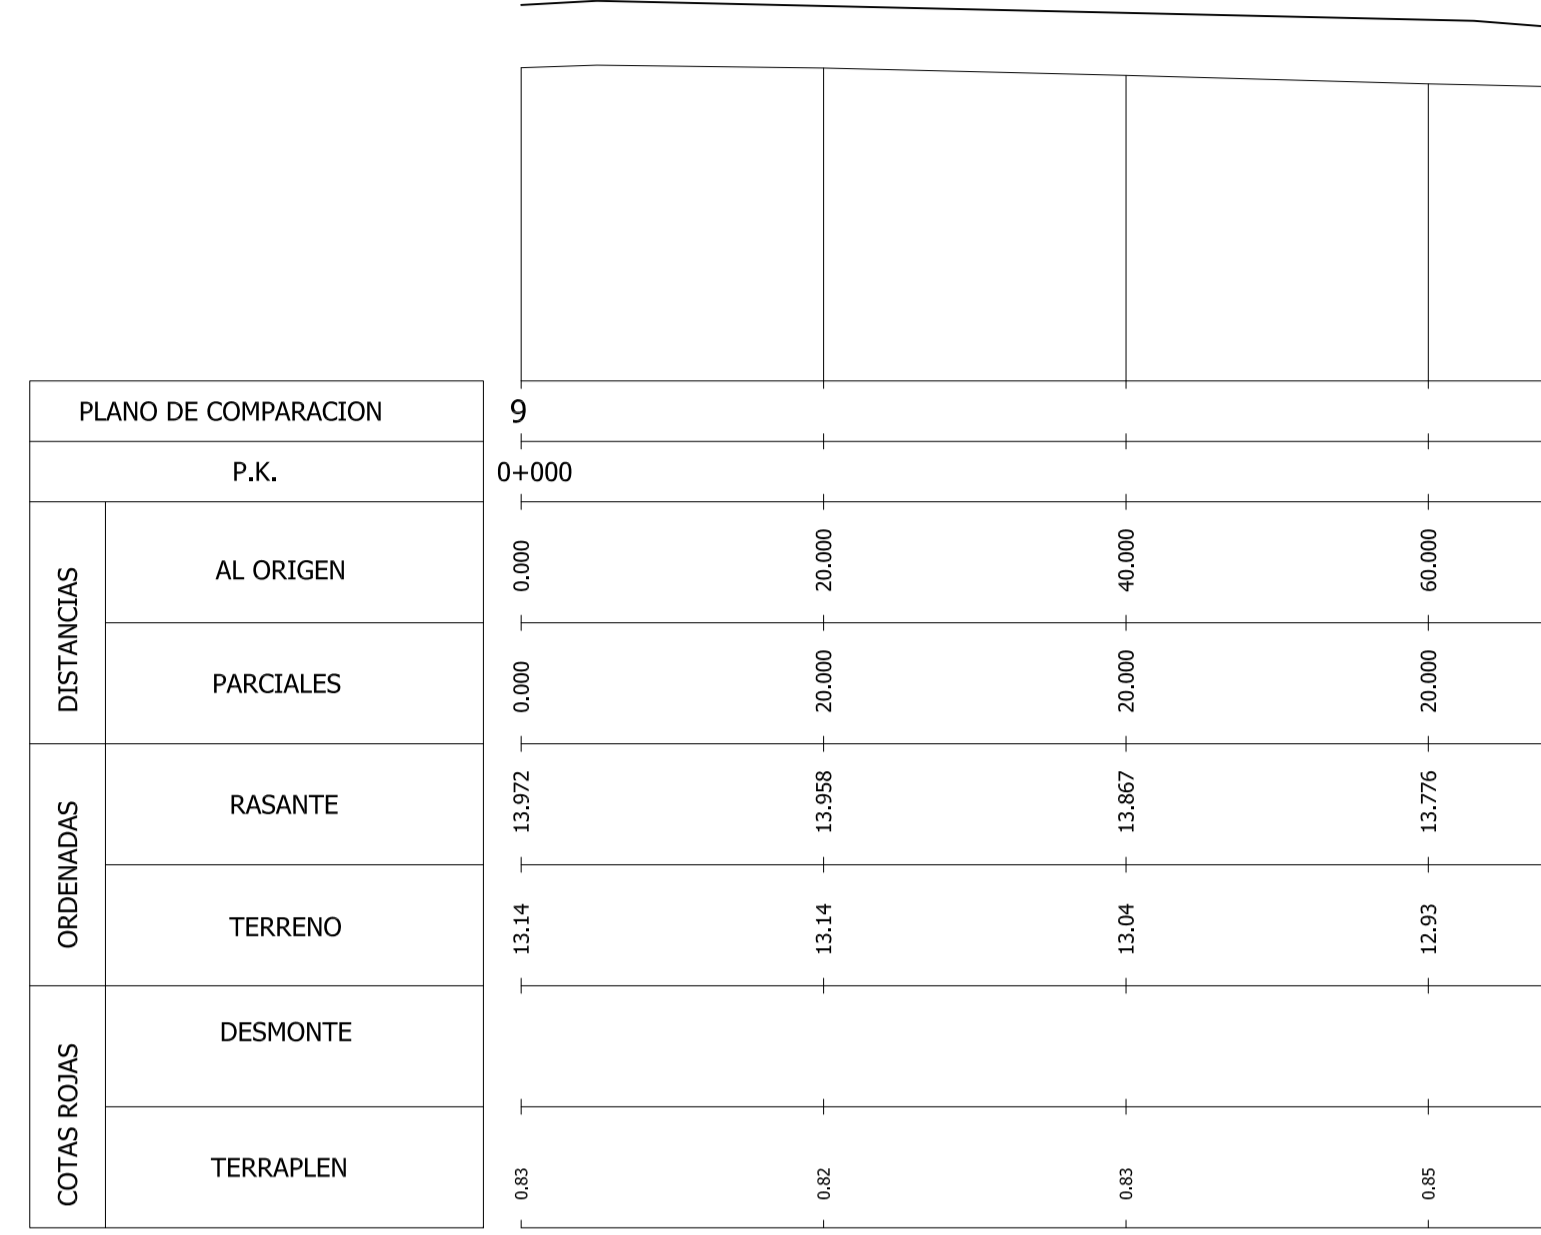 PLANO DE COMPARACION 9
P.K. 0+000
DISTANCIAS
AL ORIGEN 0.000 20.000 40.000 60.000
PARCIALES 0.000 20.000 20.000 20.000
ORDENADAS
RASANTE 13.972 13.958 13.867 13.776
TERRENO 13.14 13.14 13.04 12.93
COTAS ROJAS
DESMONTE
TERRAPLEN 0.83 0.82 0.83 0.85